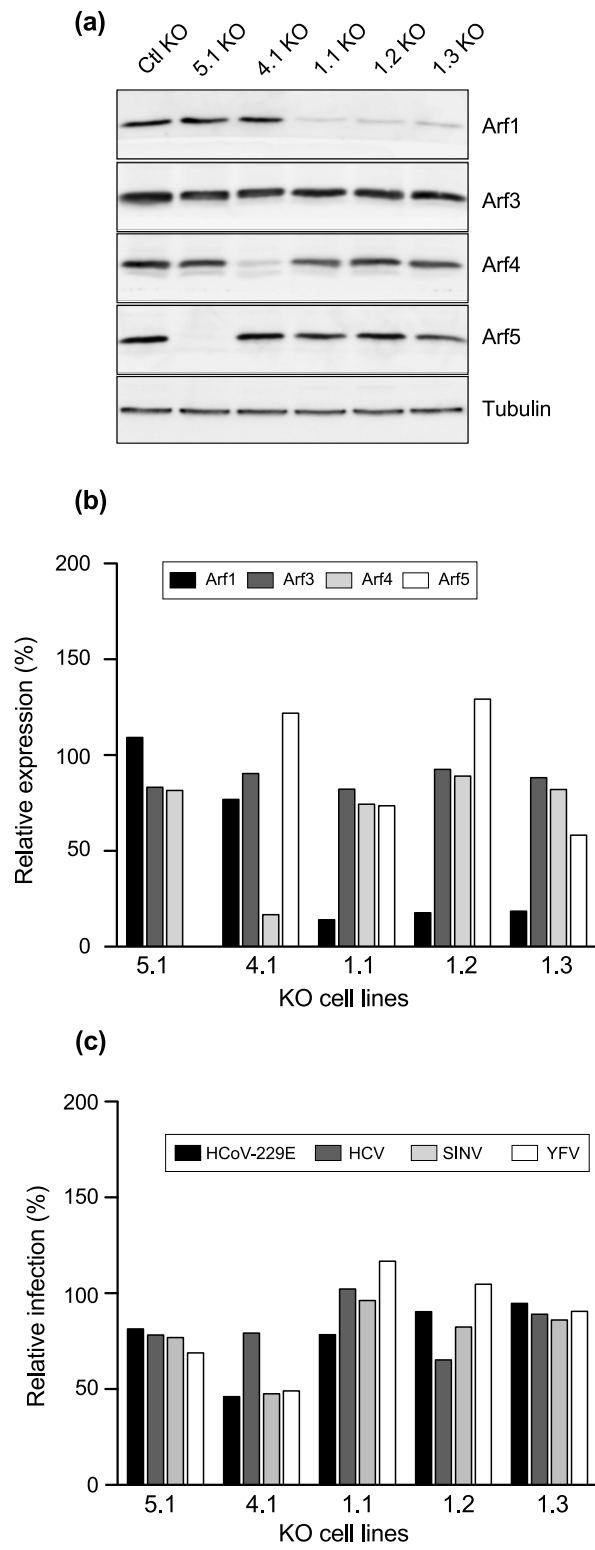 (a)
Ctl KO 5.1 KO 4.1 KO 1.1 KO 1.2 KO 1.3 KO
Arf1
Arf3
Arf4
Arf5
Tubulin
(b)
200
Arf1 Arf3 Arf4 Arf5
150
100
50
0
Relative expression (%)
5.1 4.1 1.1 1.2 1.3
KO cell lines
(c)
200
HCoV-229E HCV SINV YFV
150
100
50
0
Relative infection (%)
5.1 4.1 1.1 1.2 1.3
KO cell lines